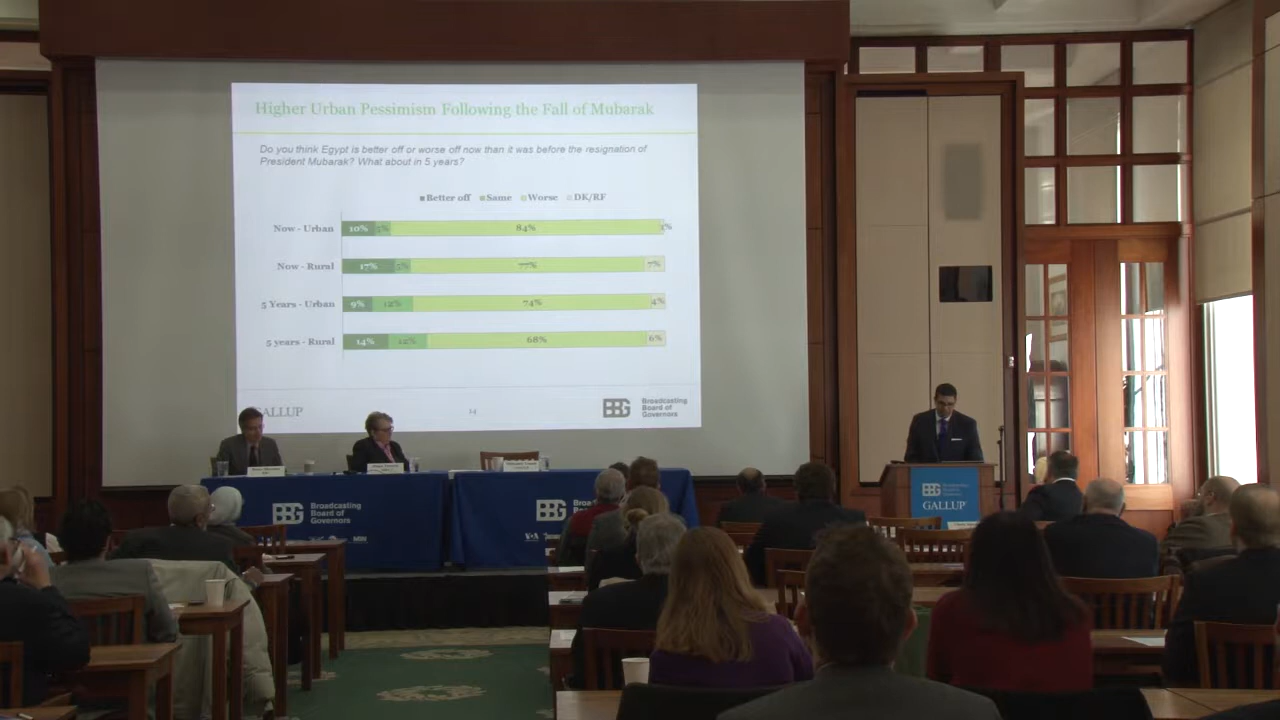 Higher Urban Pessimism Following the Fall of Mubarak
Do you think Egypt is better off or worse off now than it was before the resignation of
President Mubarak? What about in 5 years?
Better off Same Worse DK/RF
Now - Urban 10% 5% 84% 1%
Now - Rural 17% 5% 77% 7%
5 Years - Urban 9% 12% 74% 4%
5 years - Rural 14% 12% 68% 6%
GALLUP 14 BBG Broadcasting
Board of
Governors
BBG Broadcasting
Board of
Governors
BBG
VOA
BBG
GALLUP